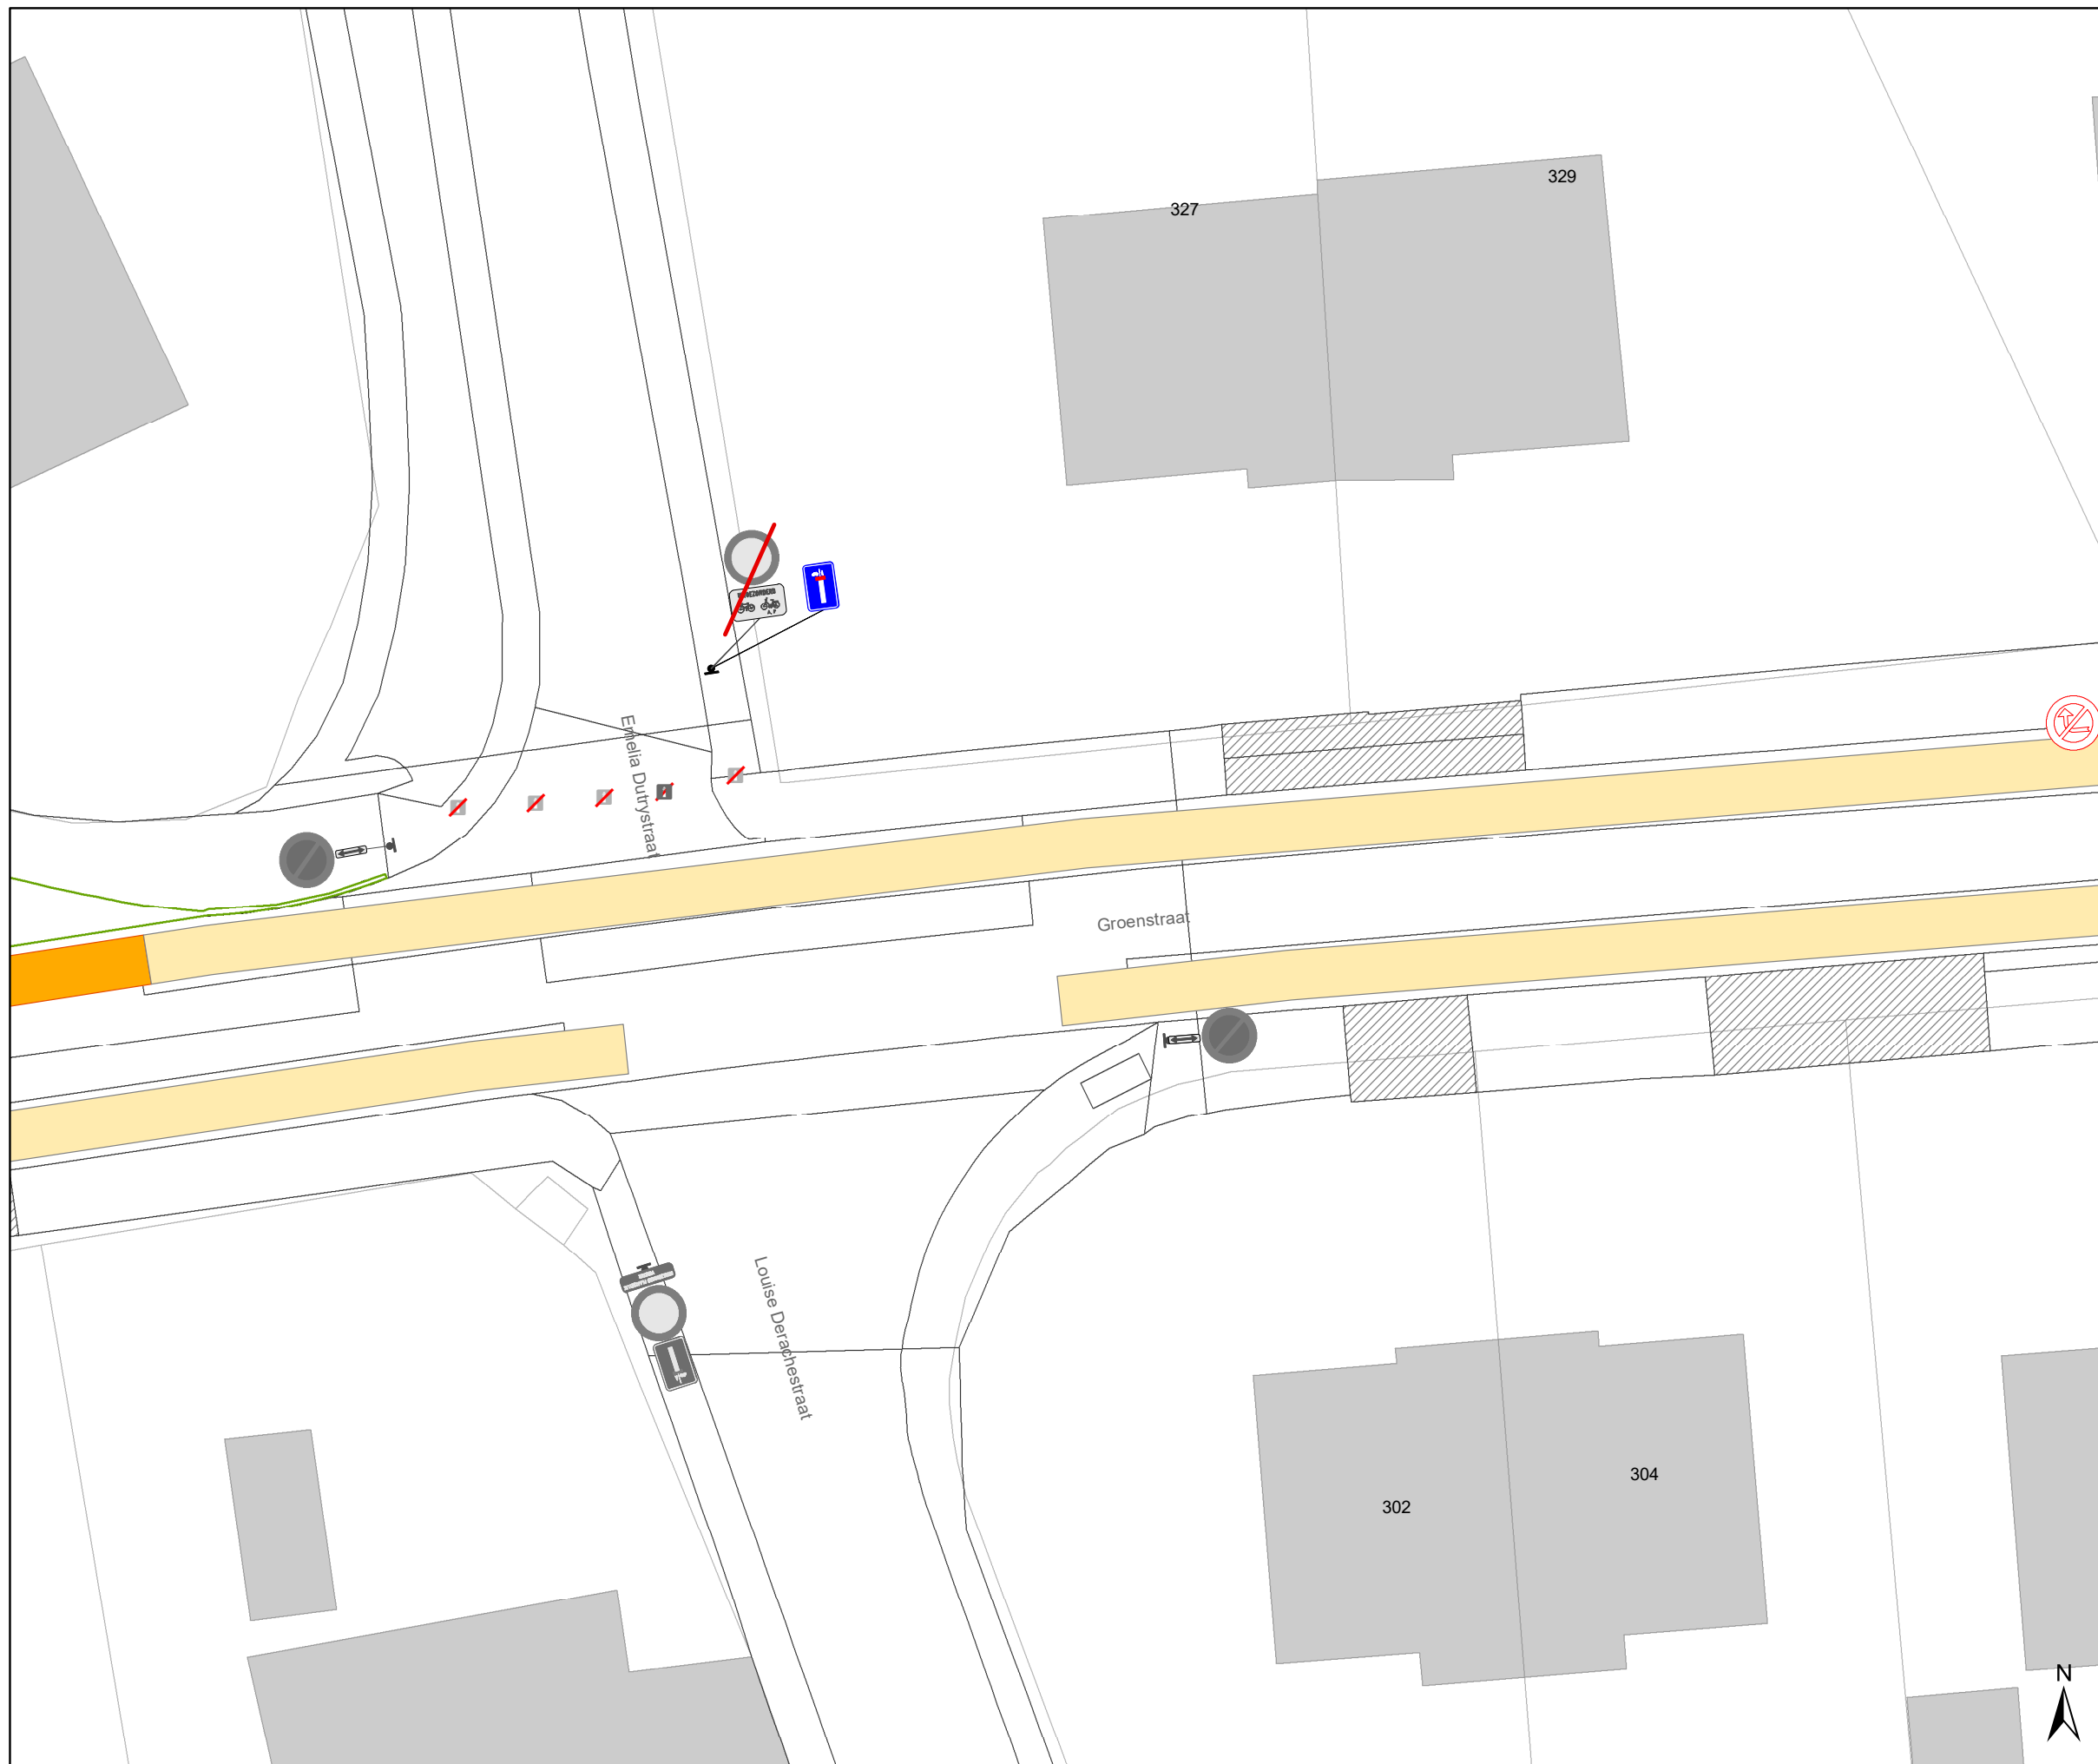 329
327
Emelia Dutrystraat
Groenstraat
Louise Derachestraat
304
302
N